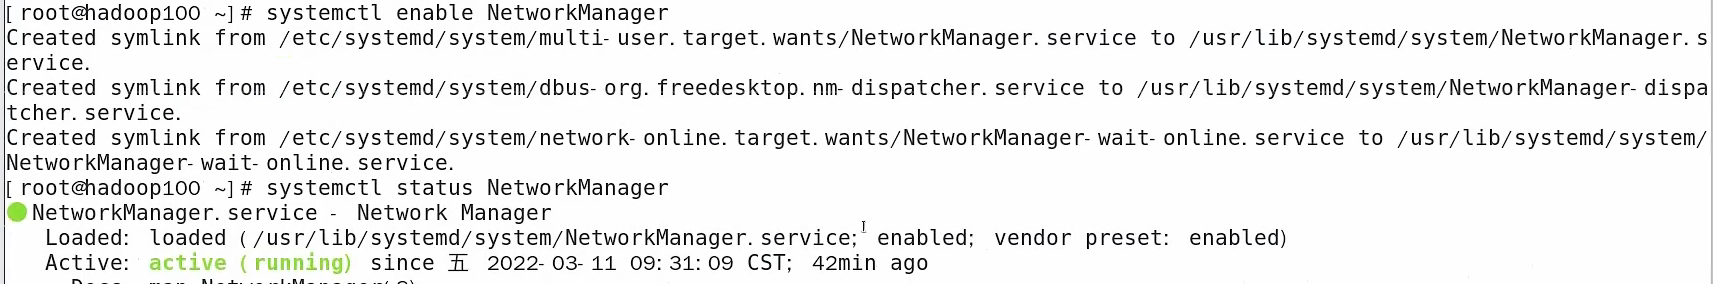 [root@hadoop100 ~]# systemctl enable NetworkManager
Created symlink from /etc/systemd/system/multi-user.target.wants/NetworkManager.service to /usr/lib/systemd/system/NetworkManager.s
ervice.
Created symlink from /etc/systemd/system/dbus-org.freedesktop.nm-dispatcher.service to /usr/lib/systemd/system/NetworkManager-dispa
tcher.service.
Created symlink from /etc/systemd/system/network-online.target.wants/NetworkManager-wait-online.service to /usr/lib/systemd/system/
NetworkManager-wait-online.service.
[root@hadoop100 ~]# systemctl status NetworkManager
● NetworkManager.service - Network Manager
Loaded: loaded (/usr/lib/systemd/system/NetworkManager.service; enabled; vendor preset: enabled)
Active: active (running) since 五 2022-03-11 09:31:09 CST; 42min ago